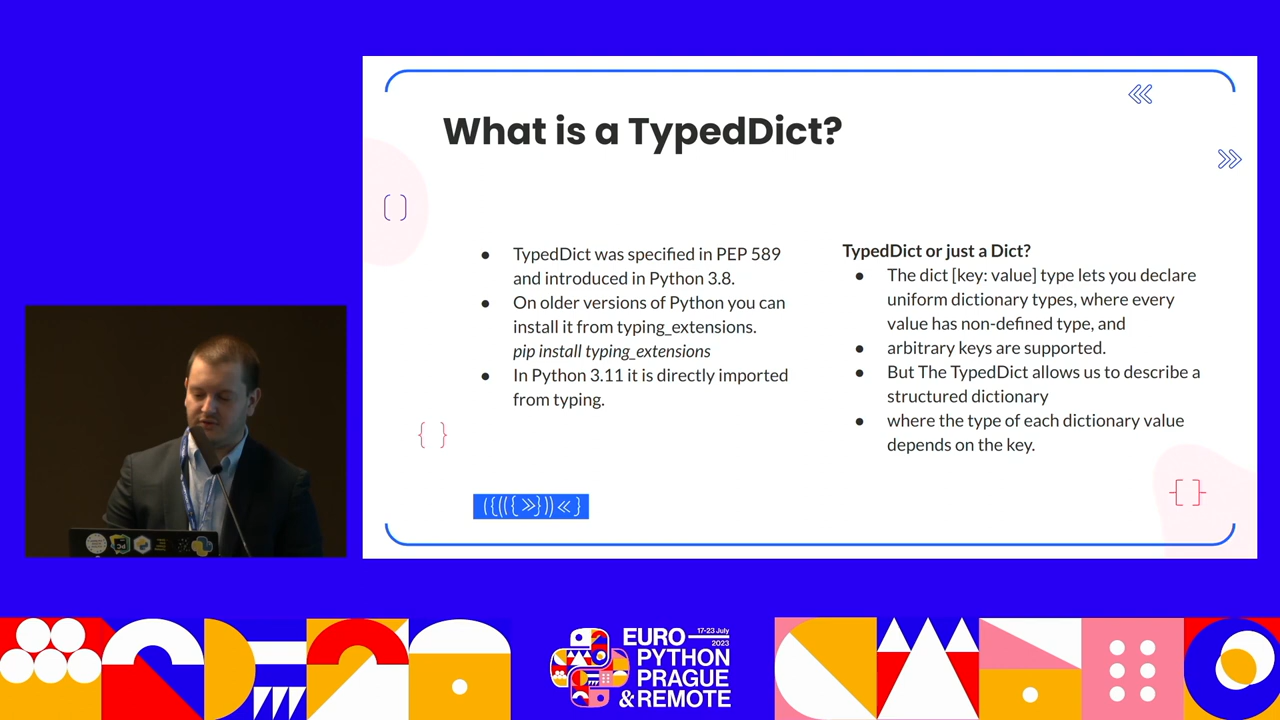 What is a TypedDict?
● TypedDict was specified in PEP 589
and introduced in Python 3.8.
● On older versions of Python you can
install it from typing_extensions.
pip install typing_extensions
● In Python 3.11 it is directly imported
from typing.
TypedDict or just a Dict?
● The dict [key: value] type lets you declare
uniform dictionary types, where every
value has non-defined type, and
● arbitrary keys are supported.
● But The TypedDict allows us to describe a
structured dictionary
● where the type of each dictionary value
depends on the key.
({(({≫}))≪}
17-23 July
2023
EURO
PYTHON
PRAGUE
& REMOTE